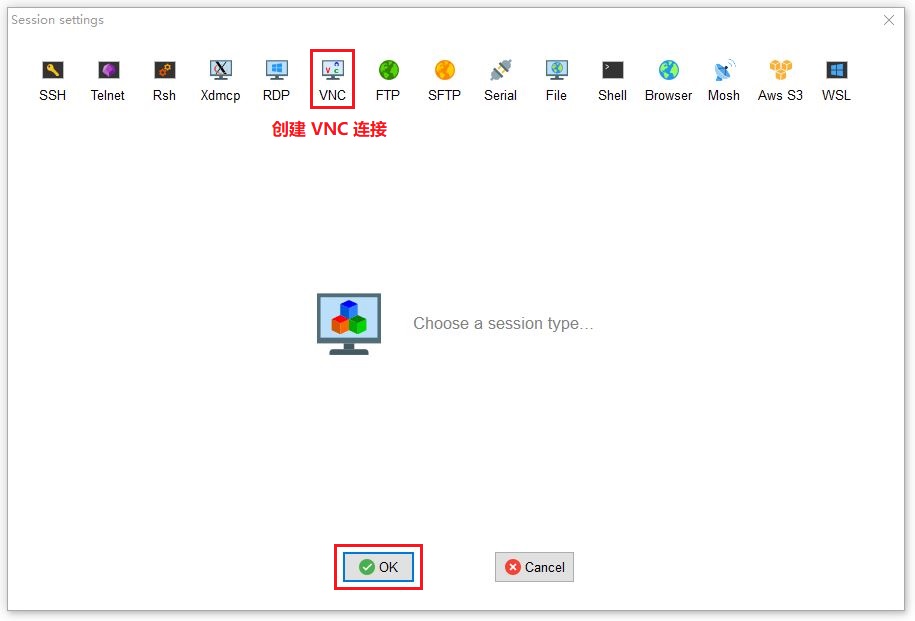 Session settings
SSH Telnet Rsh Xdmcp RDP VNC FTP SFTP Serial File Shell Browser Mosh Aws S3 WSL
创建 VNC 连接
Choose a session type...
OK Cancel